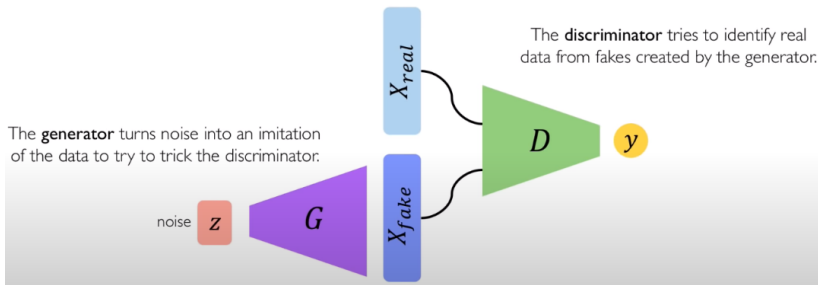 The discriminator tries to identify real
data from fakes created by the generator.
X_real
D
y
The generator turns noise into an imitation
of the data to try to trick the discriminator.
noise
z
G
X_fake